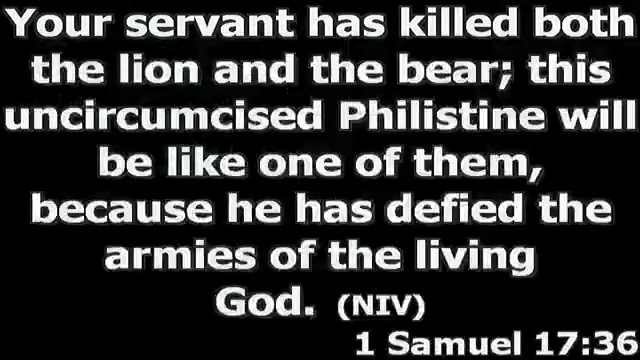 Your servant has killed both
the lion and the bear; this
uncircumcised Philistine will
be like one of them,
because he has defied the
armies of the living
God. (NIV)
1 Samuel 17:36